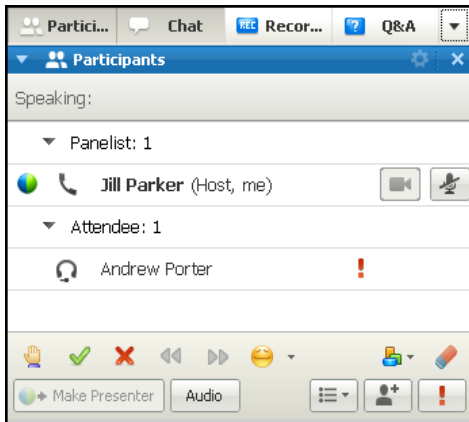 Partici... Chat REC Recor... ? Q&A
Participants
Speaking:
Panelist: 1
Jill Parker (Host, me)
Attendee: 1
Andrew Porter !
Make Presenter Audio !